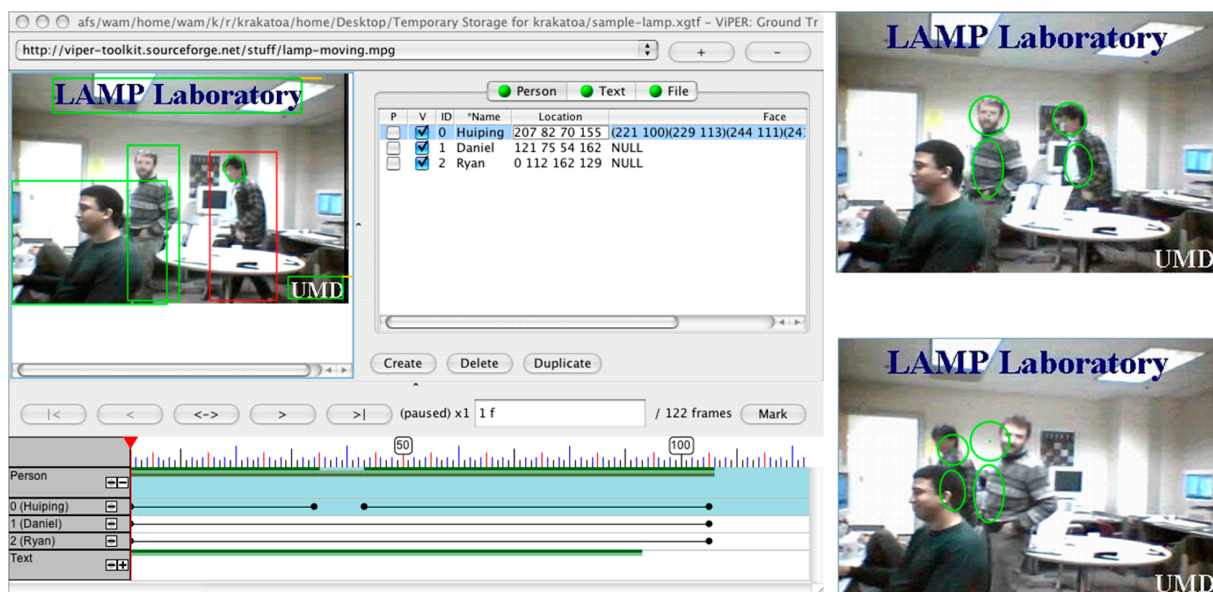 afs/wam/home/wam/k/r/krakatoa/home/Desktop/Temporary Storage for krakatoa/sample-lamp.xgtf – ViPER: Ground Tr
http://viper-toolkit.sourceforge.net/stuff/lamp-moving.mpg
+
-
LAMP Laboratory
UMD
Person Text File
P V ID *Name Location Face
0 Huiping 207 82 70 155 (221 100)(229 113)(244 111)(24
1 Daniel 121 75 54 162 NULL
2 Ryan 0 112 162 129 NULL
Create Delete Duplicate
|< < <-> > >| (paused) x1 1 f / 122 frames Mark
50 100
Person
0 (Huiping)
1 (Daniel)
2 (Ryan)
Text
LAMP Laboratory
UMD
LAMP Laboratory
UMD